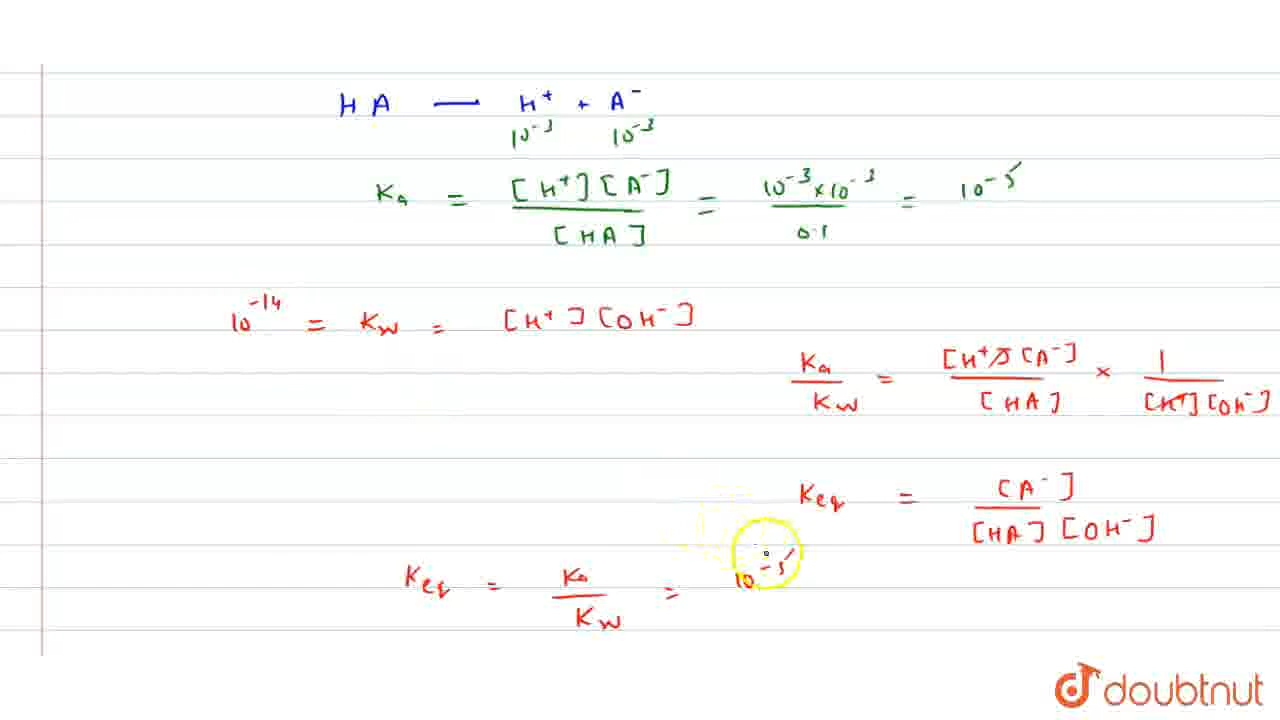 HA — H⁺ + A⁻
10⁻³ 10⁻³
Kₐ = [H⁺][A⁻] / [HA] = 10⁻³ × 10⁻³ / 0.1 = 10⁻⁵
10⁻¹⁴ = K_w = [H⁺][OH⁻]
Kₐ / K_w = [H⁺][A⁻] / [HA] × 1 / [H⁺][OH⁻]
K_eq = [A⁻] / [HA][OH⁻]
K_eq = Kₐ / K_w = 10⁻⁵
doubtnut